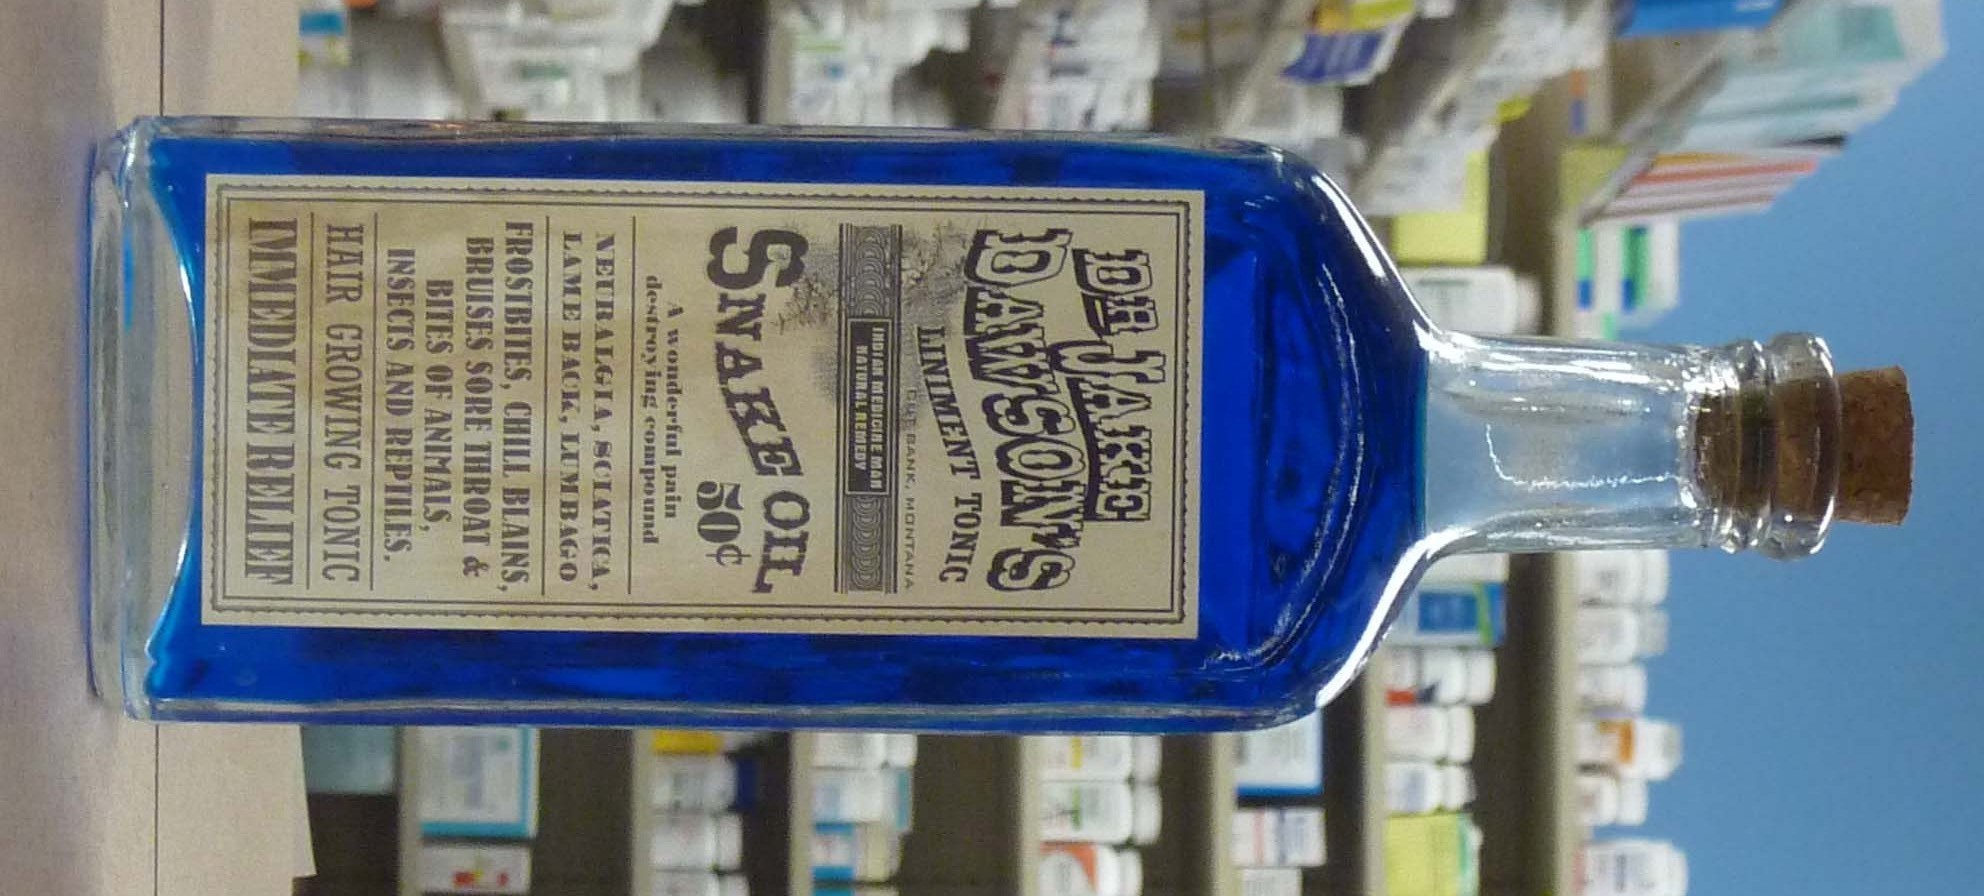 DR JAKE
DAWSON'S
LINIMENT TONIC
CUT BANK, MONTANA
INDIAN MEDICINE MAN
NATURAL REMEDY
SNAKE OIL
50¢
A wonderful pain
destroying compound
NEURALGIA, SCIATICA,
LAME BACK, LUMBAGO
FROSTBITES, CHILL BLAINS,
BRUISES SORE THROAT &
BITES OF ANIMALS,
INSECTS AND REPTILES.
HAIR GROWING TONIC
IMMEDIATE RELIEF